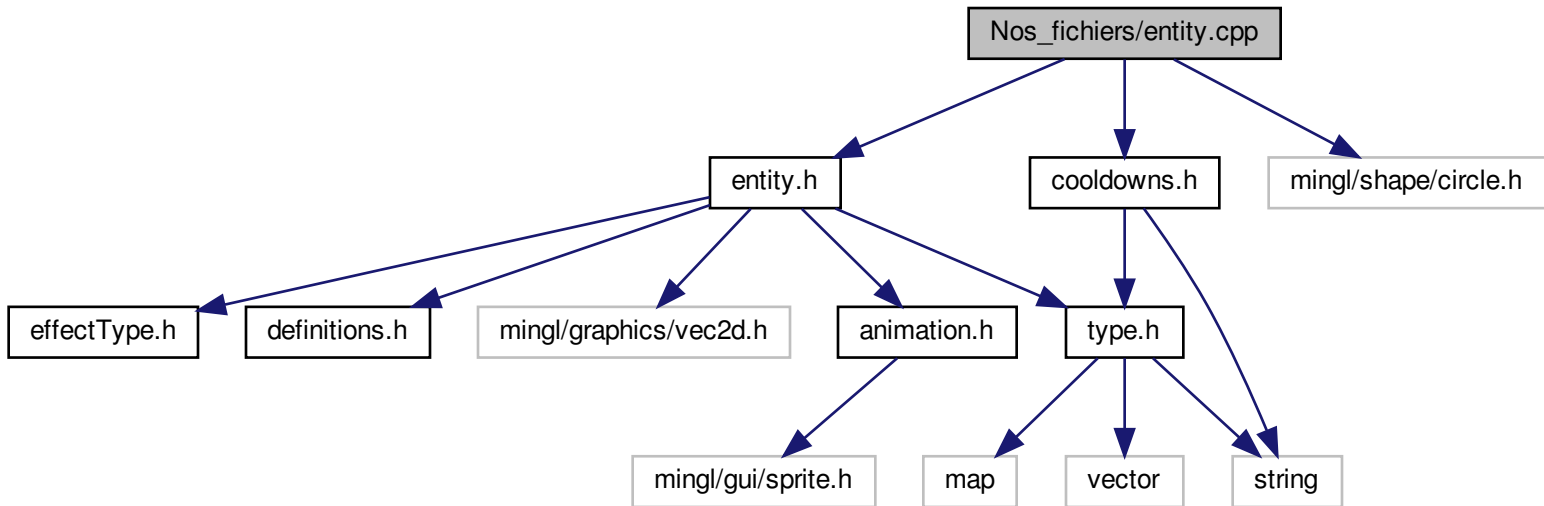 Nos_fichiers/entity.cpp
entity.h
cooldowns.h
mingl/shape/circle.h
effectType.h
definitions.h
mingl/graphics/vec2d.h
animation.h
type.h
mingl/gui/sprite.h
map
vector
string